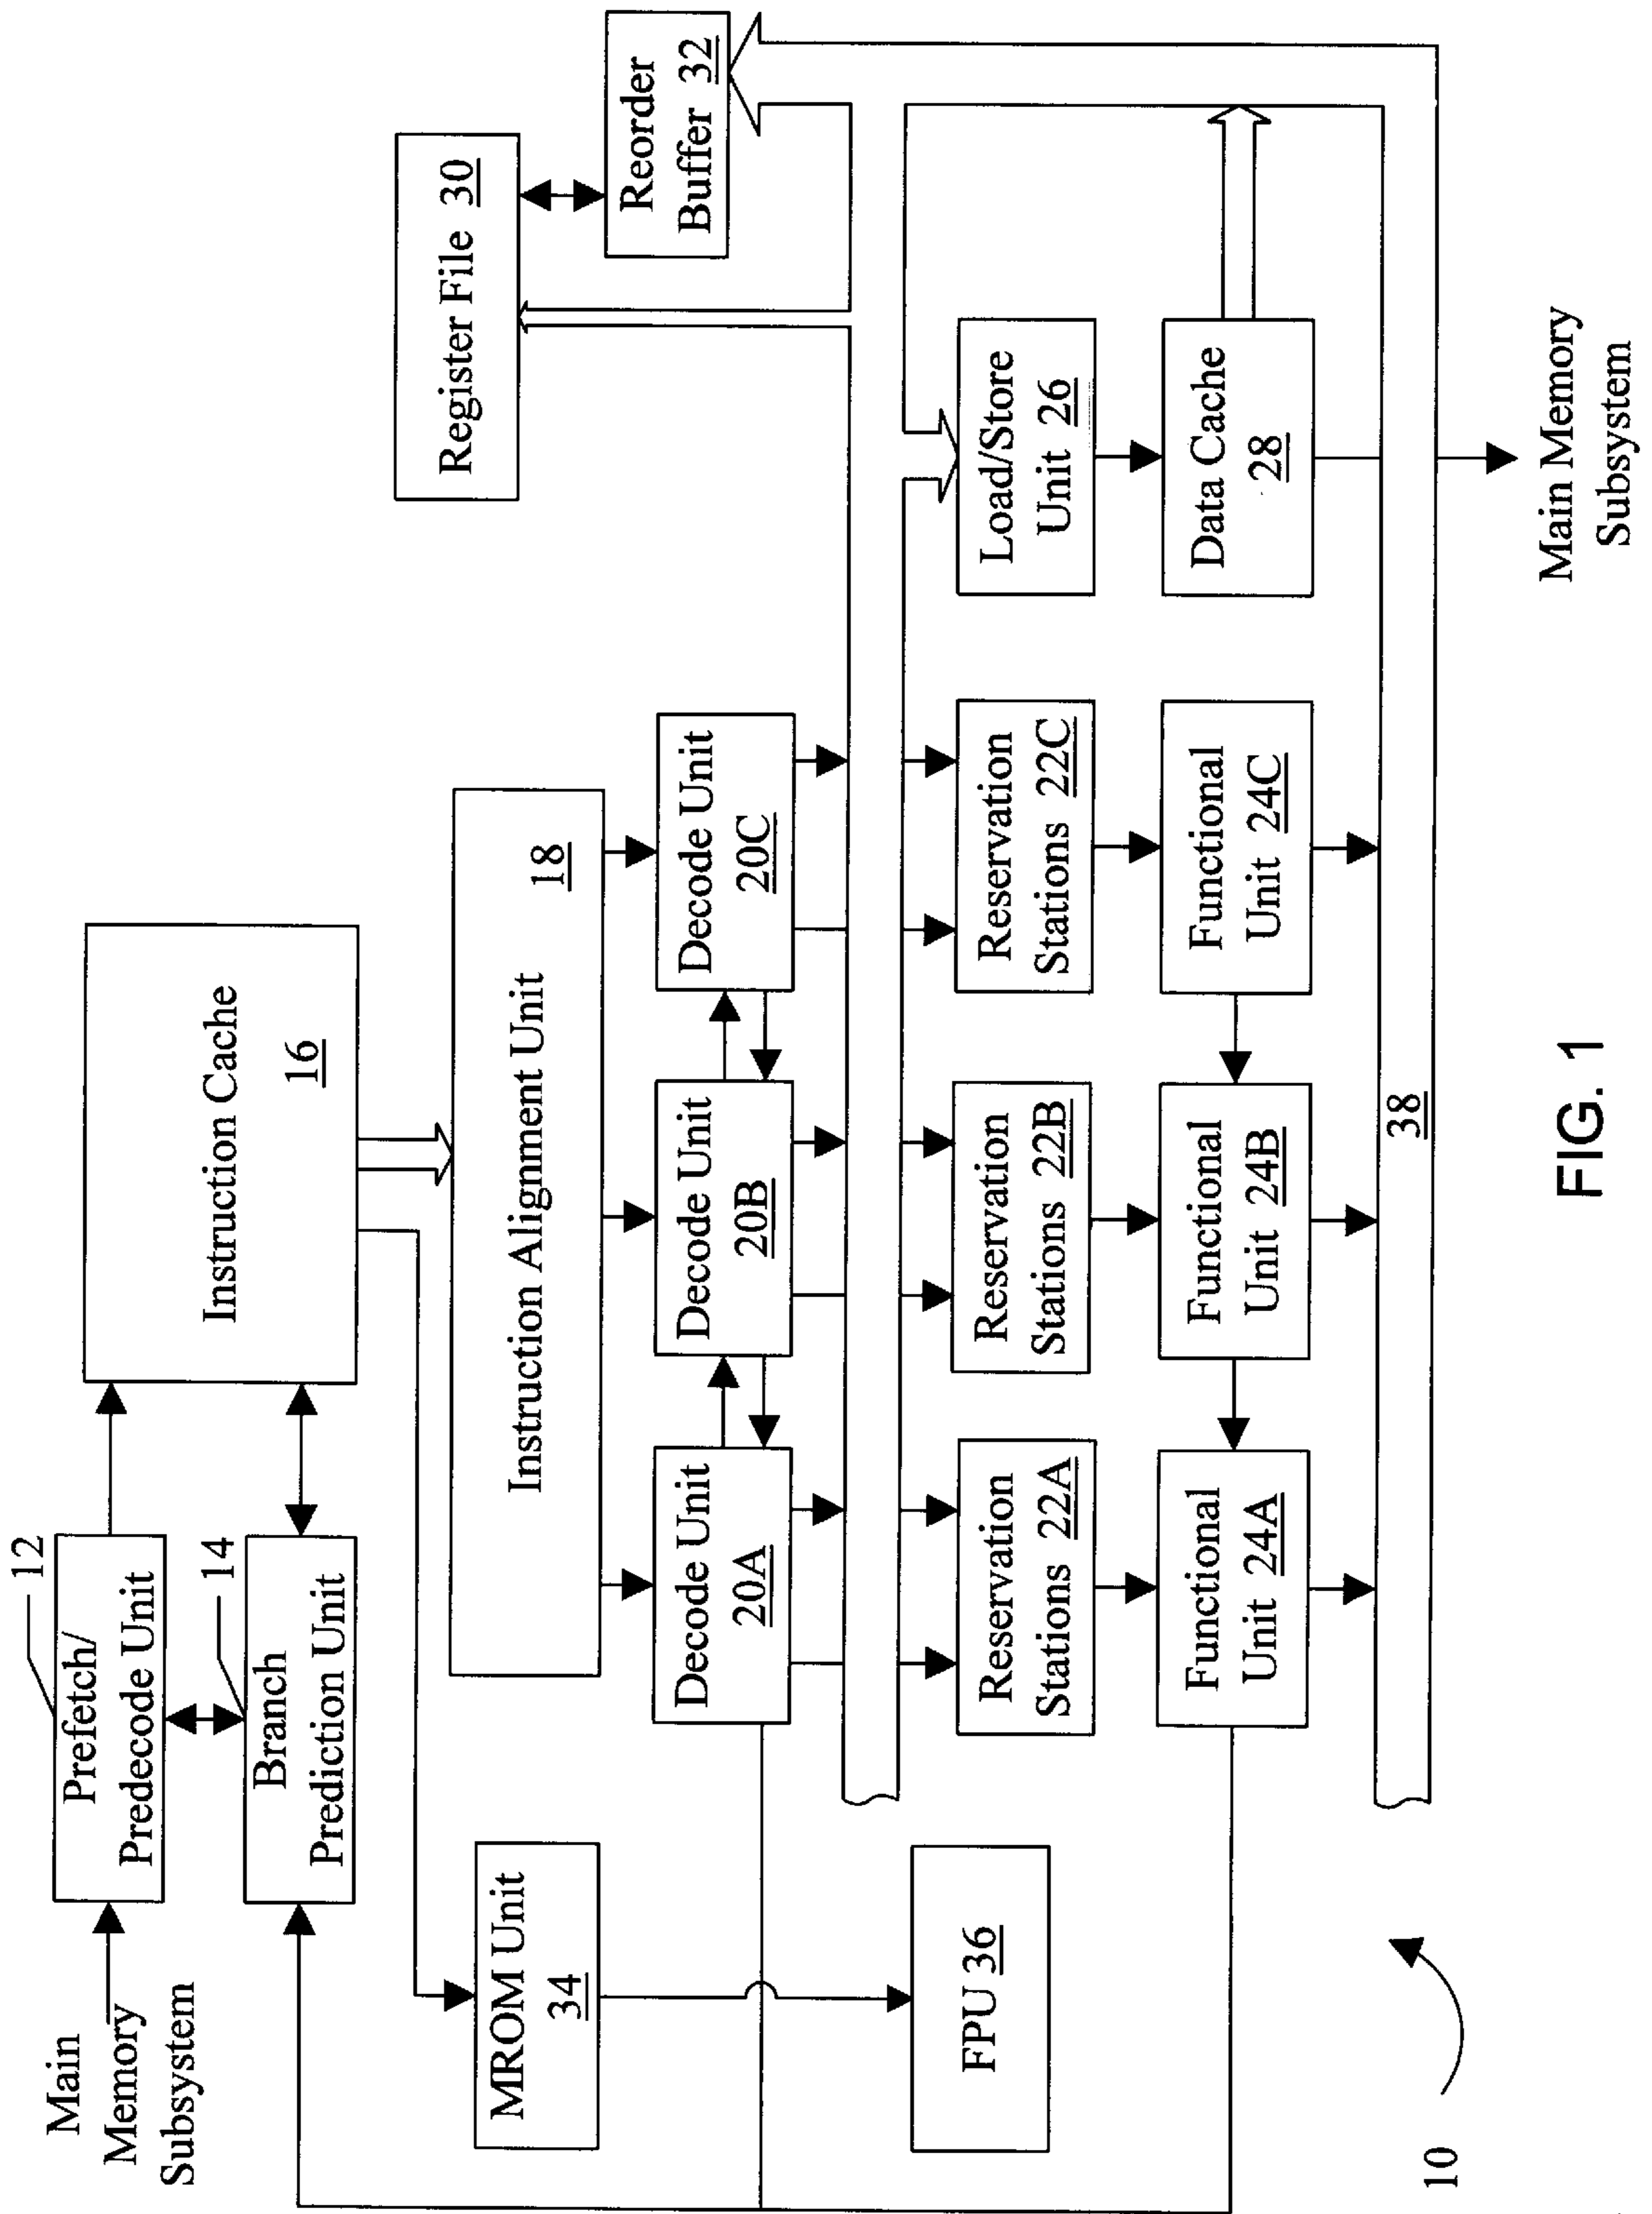 Main
Memory
Subsystem
Prefetch/
Predecode Unit
12
Branch
Prediction Unit
14
Instruction Cache
16
Register File 30
Reorder
Buffer 32
MROM Unit
34
Instruction Alignment Unit
18
Decode Unit
20A
Decode Unit
20B
Decode Unit
20C
FPU 36
Reservation
Stations 22A
Reservation
Stations 22B
Reservation
Stations 22C
Load/Store
Unit 26
Functional
Unit 24A
Functional
Unit 24B
Functional
Unit 24C
Data Cache
28
38
10
Main Memory
Subsystem
FIG. 1